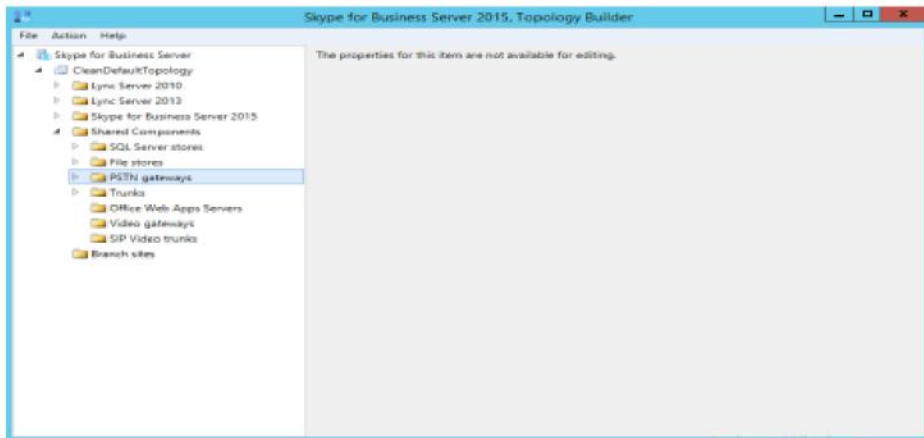 Skype for Business Server 2015, Topology Builder
File Action Help
Skype for Business Server
The properties for this item are not available for editing.
CleanDefaultTopology
Lync Server 2010
Lync Server 2013
Skype for Business Server 2015
Shared Components
SQL Server stores
File stores
PSTN gateways
Trunks
Office Web Apps Servers
Video gateways
SIP Video trunks
Branch sites